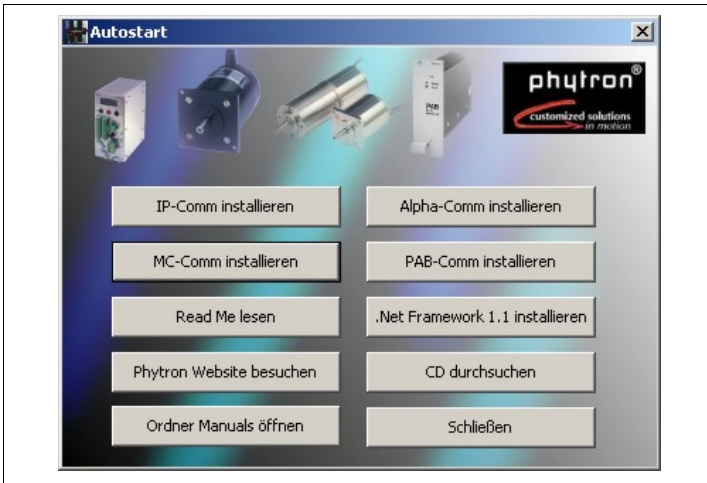 Autostart
phytron®
customized solutions
in motion
PAB
IP-Comm installieren
Alpha-Comm installieren
MC-Comm installieren
PAB-Comm installieren
Read Me lesen
.Net Framework 1.1 installieren
Phytron Website besuchen
CD durchsuchen
Ordner Manuals öffnen
Schließen